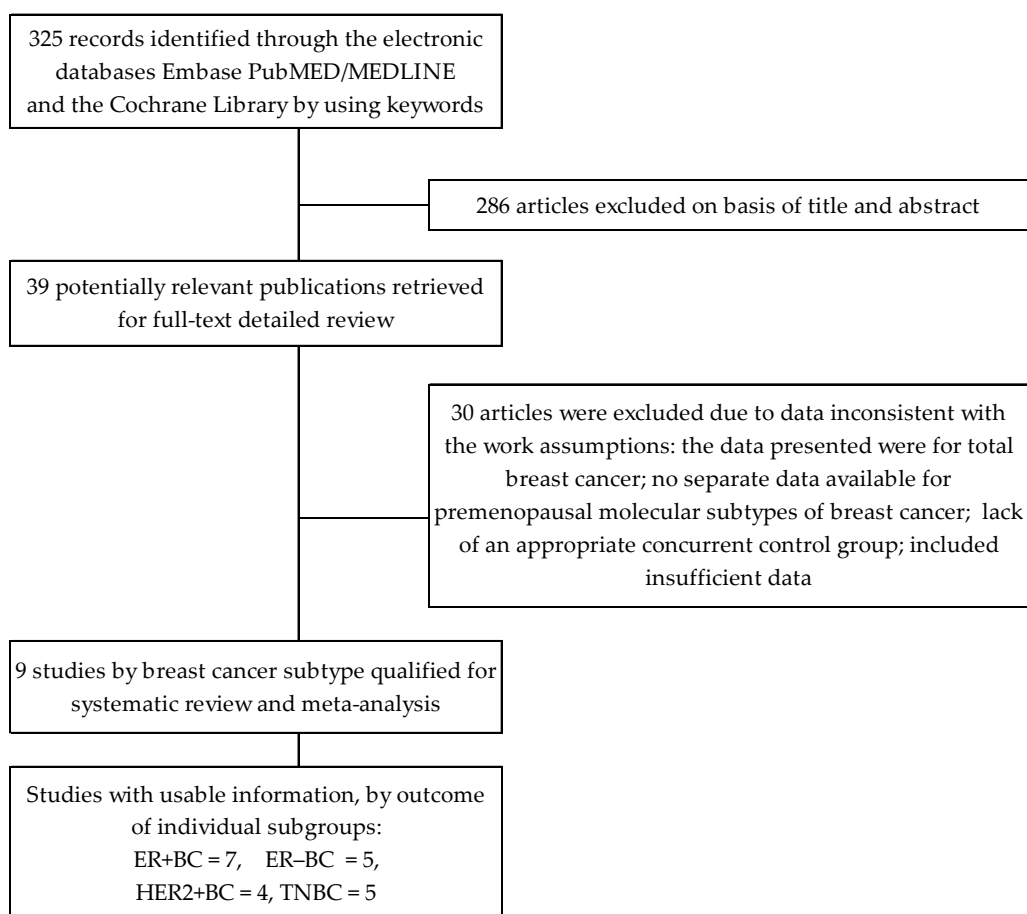 325 records identified through the electronic
databases Embase PubMED/MEDLINE
and the Cochrane Library by using keywords
286 articles excluded on basis of title and abstract
39 potentially relevant publications retrieved
for full-text detailed review
30 articles were excluded due to data inconsistent with
the work assumptions: the data presented were for total
breast cancer; no separate data available for
premenopausal molecular subtypes of breast cancer; lack
of an appropriate concurrent control group; included
insufficient data
9 studies by breast cancer subtype qualified for
systematic review and meta-analysis
Studies with usable information, by outcome
of individual subgroups:
ER+BC = 7, ER–BC = 5,
HER2+BC = 4, TNBC = 5